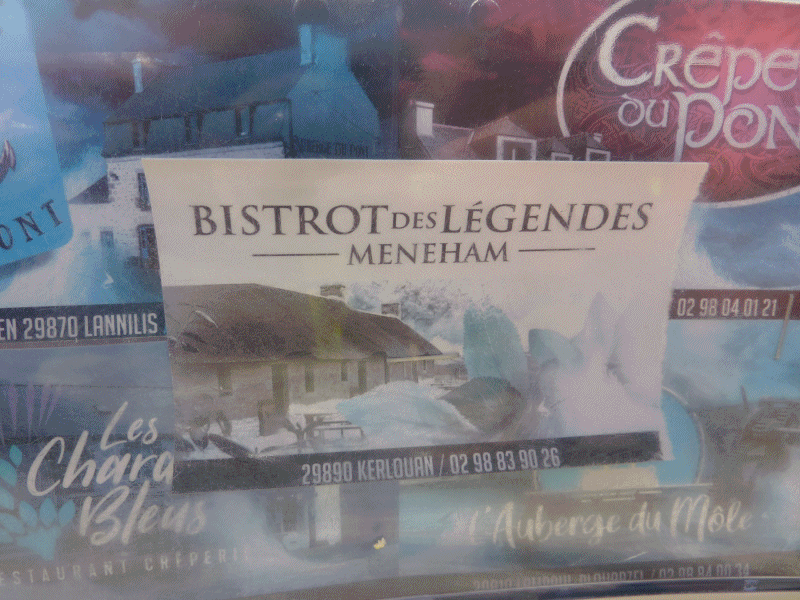 CRÊPE
DU PON
ONT
BISTROT DES LÉGENDES
MENEHAM
EN 29870 LANNILIS
02 98 04 01 21
29890 KERLOUAN / 02 98 83 90 26
Les
Chara
Bleus
ESTAURANT CRÊPERIE
L'Auberge du Môle